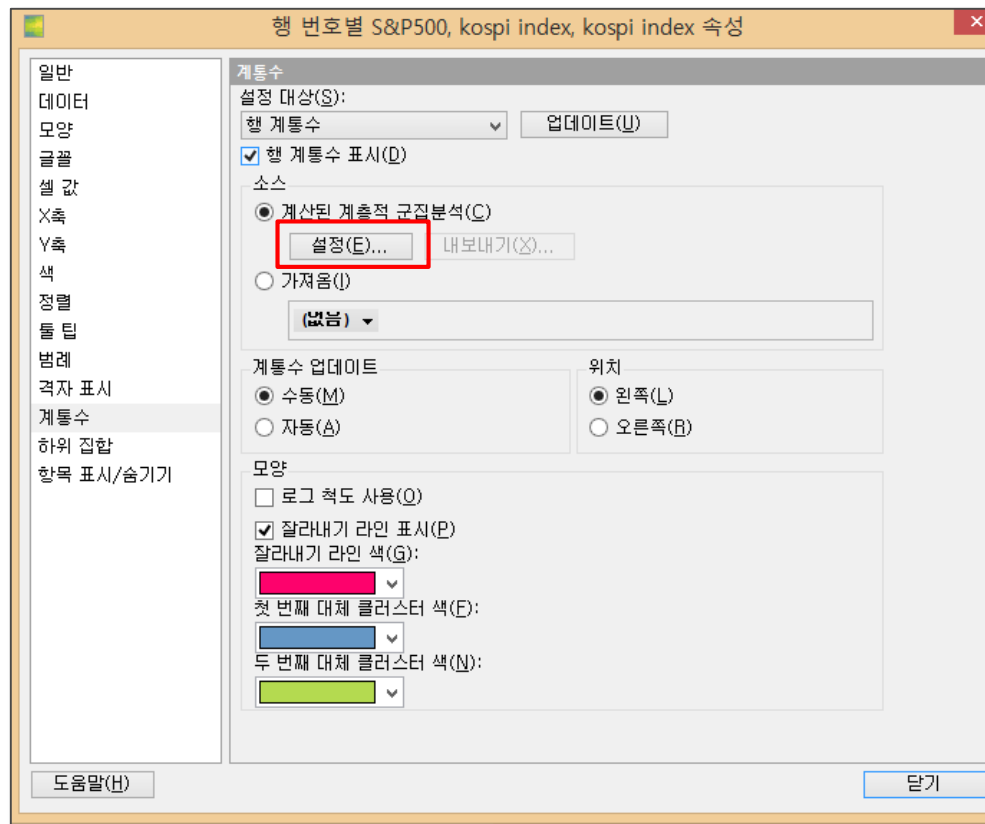 행 번호별 S&P500, kospi index, kospi index 속성
일반
데이터
모양
글꼴
셀 값
X축
Y축
색
정렬
툴 팁
범례
격자 표시
계통수
하위 집합
항목 표시/숨기기
계통수
설정 대상(S):
행 계통수
업데이트(U)
행 계통수 표시(D)
소스
계산된 계층적 군집분석(C)
설정(E)...
내보내기(X)...
가져옴(I)
(없음)
계통수 업데이트
수동(M)
자동(A)
위치
왼쪽(L)
오른쪽(R)
모양
로그 척도 사용(O)
잘라내기 라인 표시(P)
잘라내기 라인 색(G):
첫 번째 대체 클러스터 색(F):
두 번째 대체 클러스터 색(N):
도움말(H)
닫기